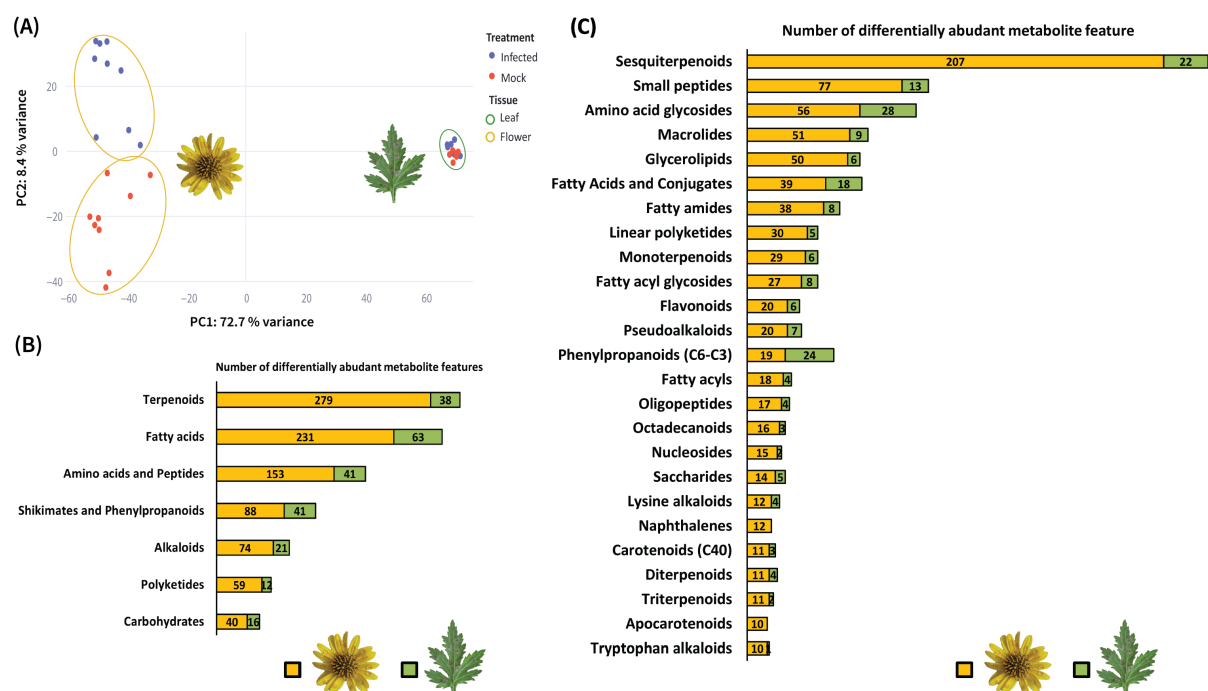 (A)
PC2: 8.4 % variance
20
0
−20
−40
−60
−40
−20
0
20
40
60
PC1: 72.7 % variance
Treatment
Infected
Mock
Tissue
Leaf
Flower
(B)
Number of differentially abudant metabolite features
Terpenoids 279 38
Fatty acids 231 63
Amino acids and Peptides 153 41
Shikimates and Phenylpropanoids 88 41
Alkaloids 74 21
Polyketides 59 12
Carbohydrates 40 16
(C)
Number of differentially abudant metabolite feature
Sesquiterpenoids 207 22
Small peptides 77 13
Amino acid glycosides 56 28
Macrolides 51 9
Glycerolipids 50 6
Fatty Acids and Conjugates 39 18
Fatty amides 38 8
Linear polyketides 30 5
Monoterpenoids 29 6
Fatty acyl glycosides 27 8
Flavonoids 20 6
Pseudoalkaloids 20 7
Phenylpropanoids (C6-C3) 19 24
Fatty acyls 18 4
Oligopeptides 17 4
Octadecanoids 16 3
Nucleosides 15 2
Saccharides 14 5
Lysine alkaloids 12 4
Naphthalenes 12
Carotenoids (C40) 11 3
Diterpenoids 11 4
Triterpenoids 11 2
Apocarotenoids 10
Tryptophan alkaloids 10 1